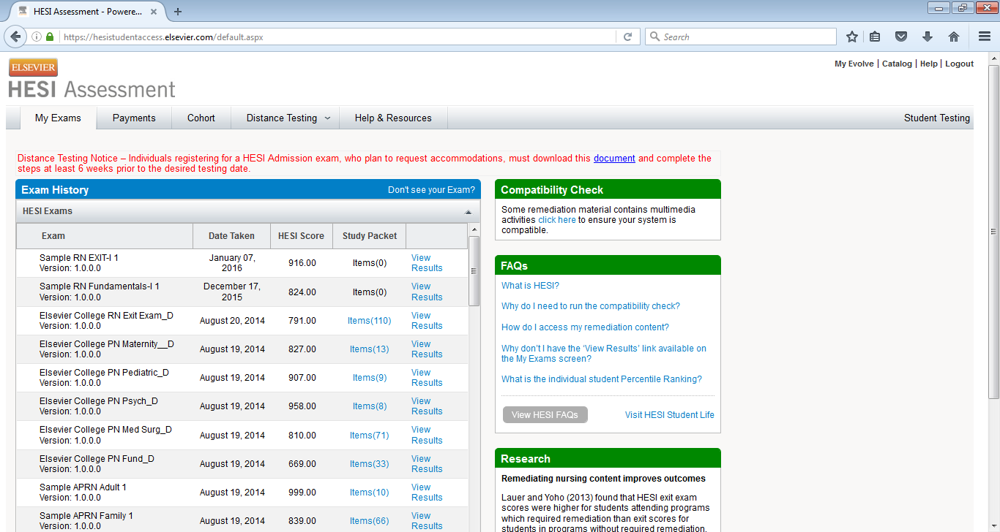 HESI Assessment - Powere...
https://hesistudentaccess.elsevier.com/default.aspx
Search
My Evolve | Catalog | Help | Logout
ELSEVIER
HESI Assessment
My Exams
Payments
Cohort
Distance Testing
Help & Resources
Student Testing
Distance Testing Notice – Individuals registering for a HESI Admission exam, who plan to request accommodations, must download this document and complete the
steps at least 6 weeks prior to the desired testing date.
Exam History
Don't see your Exam?
HESI Exams
Exam Date Taken HESI Score Study Packet
Sample RN EXIT-I 1
Version: 1.0.0.0
January 07,
2016
916.00
Items(0)
View
Results
Sample RN Fundamentals-I 1
Version: 1.0.0.0
December 17,
2015
824.00
Items(0)
View
Results
Elsevier College RN Exit Exam_D
Version: 1.0.0.0
August 20, 2014
791.00
Items(110)
View
Results
Elsevier College PN Maternity__D
Version: 1.0.0.0
August 19, 2014
827.00
Items(13)
View
Results
Elsevier College PN Pediatric_D
Version: 1.0.0.0
August 19, 2014
907.00
Items(9)
View
Results
Elsevier College PN Psych_D
Version: 1.0.0.0
August 19, 2014
958.00
Items(8)
View
Results
Elsevier College PN Med Surg_D
Version: 1.0.0.0
August 19, 2014
810.00
Items(71)
View
Results
Elsevier College PN Fund_D
Version: 1.0.0.0
August 19, 2014
669.00
Items(33)
View
Results
Sample APRN Adult 1
Version: 1.0.0.0
August 19, 2014
999.00
Items(10)
View
Results
Sample APRN Family 1
Version: 1.0.0.0
August 19, 2014
839.00
Items(66)
View
Results
Compatibility Check
Some remediation material contains multimedia
activities click here to ensure your system is
compatible.
FAQs
What is HESI?
Why do I need to run the compatibility check?
How do I access my remediation content?
Why don't I have the 'View Results' link available on
the My Exams screen?
What is the individual student Percentile Ranking?
View HESI FAQs
Visit HESI Student Life
Research
Remediating nursing content improves outcomes
Lauer and Yoho (2013) found that HESI exit exam
scores were higher for students attending programs
which required remediation than exit scores for
students in programs without required remediation.